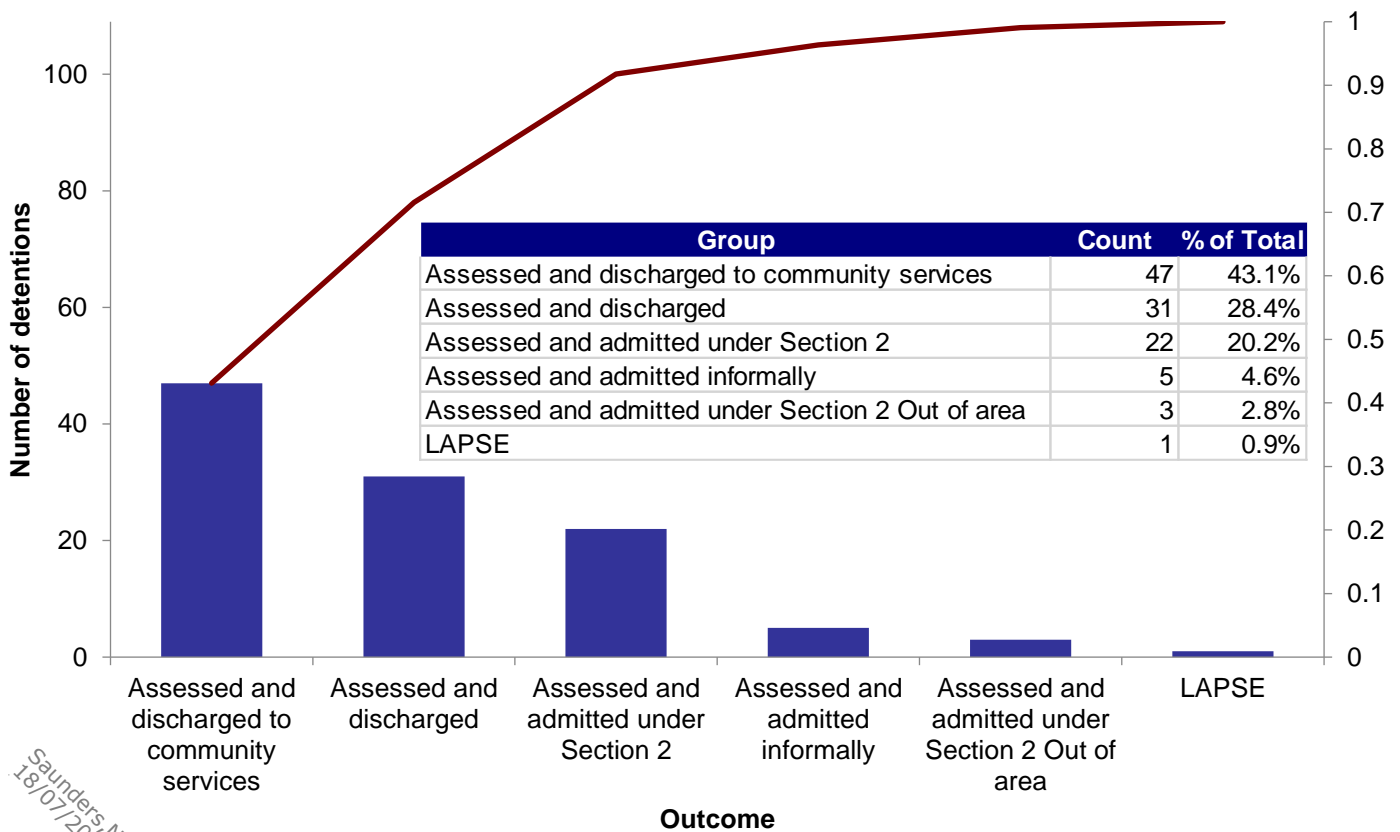 Number of detentions
100
80
60
40
20
0
1
0.9
0.8
0.7
0.6
0.5
0.4
0.3
0.2
0.1
0
Group Count % of Total
Assessed and discharged to community services 47 43.1%
Assessed and discharged 31 28.4%
Assessed and admitted under Section 2 22 20.2%
Assessed and admitted informally 5 4.6%
Assessed and admitted under Section 2 Out of area 3 2.8%
LAPSE 1 0.9%
Assessed and
discharged to
community
services
Assessed and
discharged
Assessed and
admitted under
Section 2
Assessed and
admitted
informally
Assessed and
admitted under
Section 2 Out of
area
LAPSE
Outcome
Saunders,
18/07/20